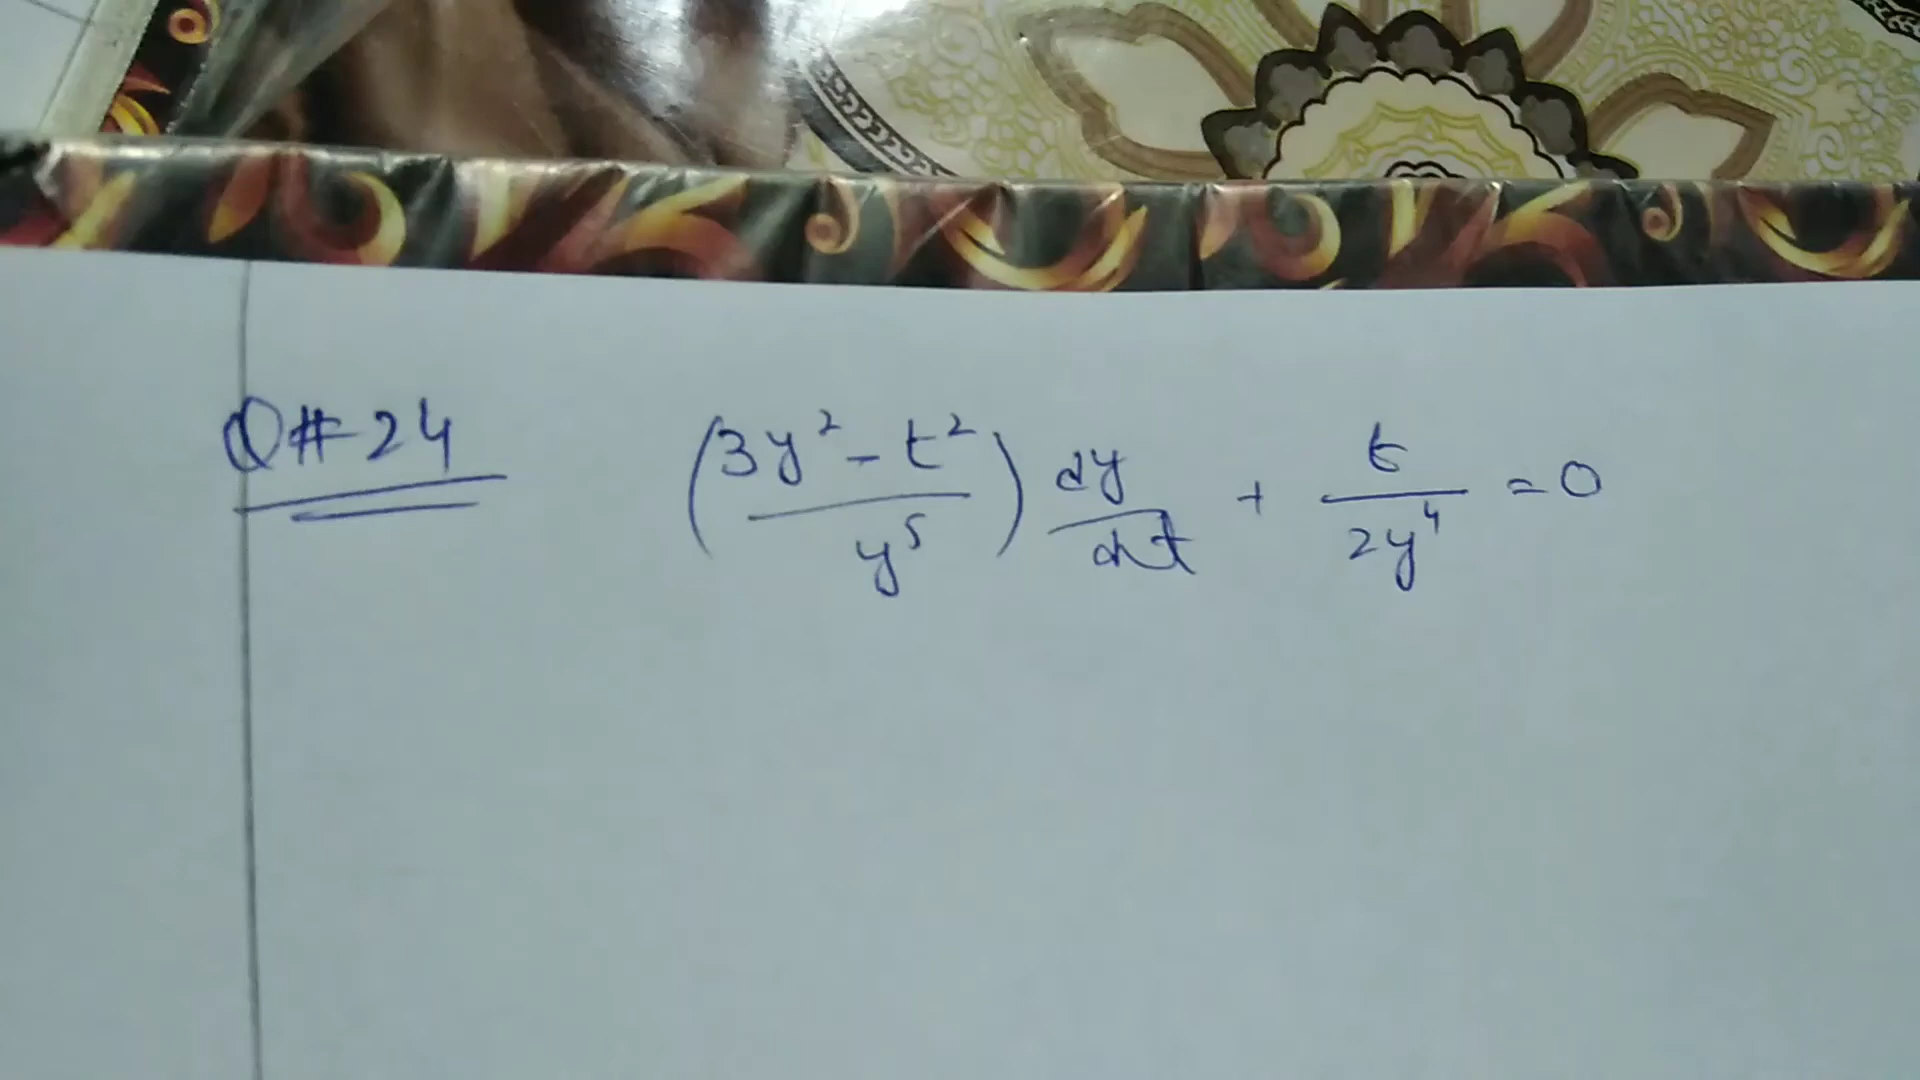 Q#24 (3y² - t² / y⁵) dy/dt + t/2y⁴ = 0